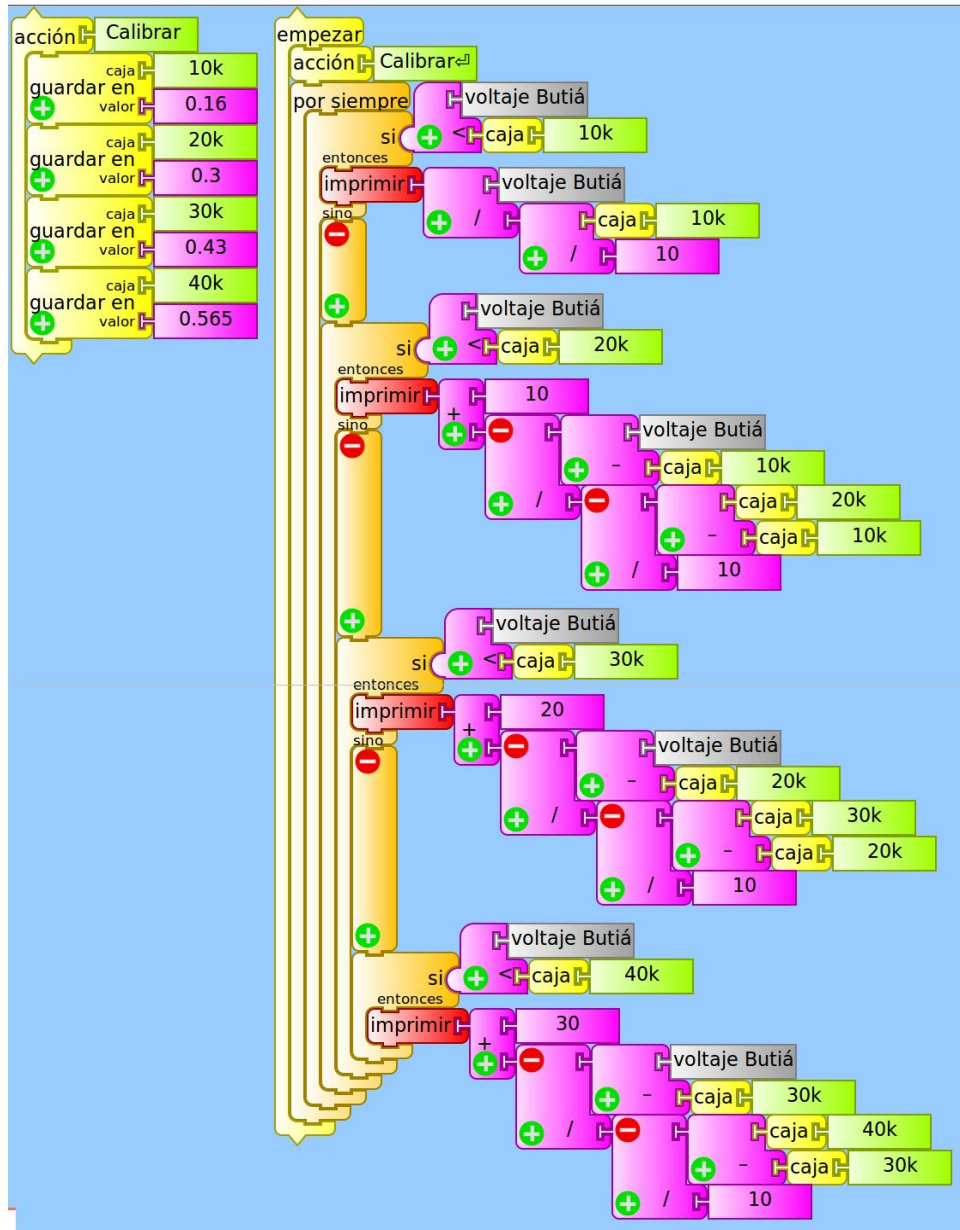 acción Calibrar
caja 10k
guardar en
valor 0.16
caja 20k
guardar en
valor 0.3
caja 30k
guardar en
valor 0.43
caja 40k
guardar en
valor 0.565
empezar
acción Calibrar⏎
por siempre
voltaje Butiá
si < caja 10k
entonces
imprimir voltaje Butiá
/ caja 10k
/ 10
sino
voltaje Butiá
si < caja 20k
entonces
imprimir 10
+
voltaje Butiá
– caja 10k
/ caja 20k
– caja 10k
/ 10
sino
voltaje Butiá
si < caja 30k
entonces
imprimir 20
+
voltaje Butiá
– caja 20k
/ caja 30k
– caja 20k
/ 10
sino
voltaje Butiá
si < caja 40k
entonces
imprimir 30
+
voltaje Butiá
– caja 30k
/ caja 40k
– caja 30k
/ 10